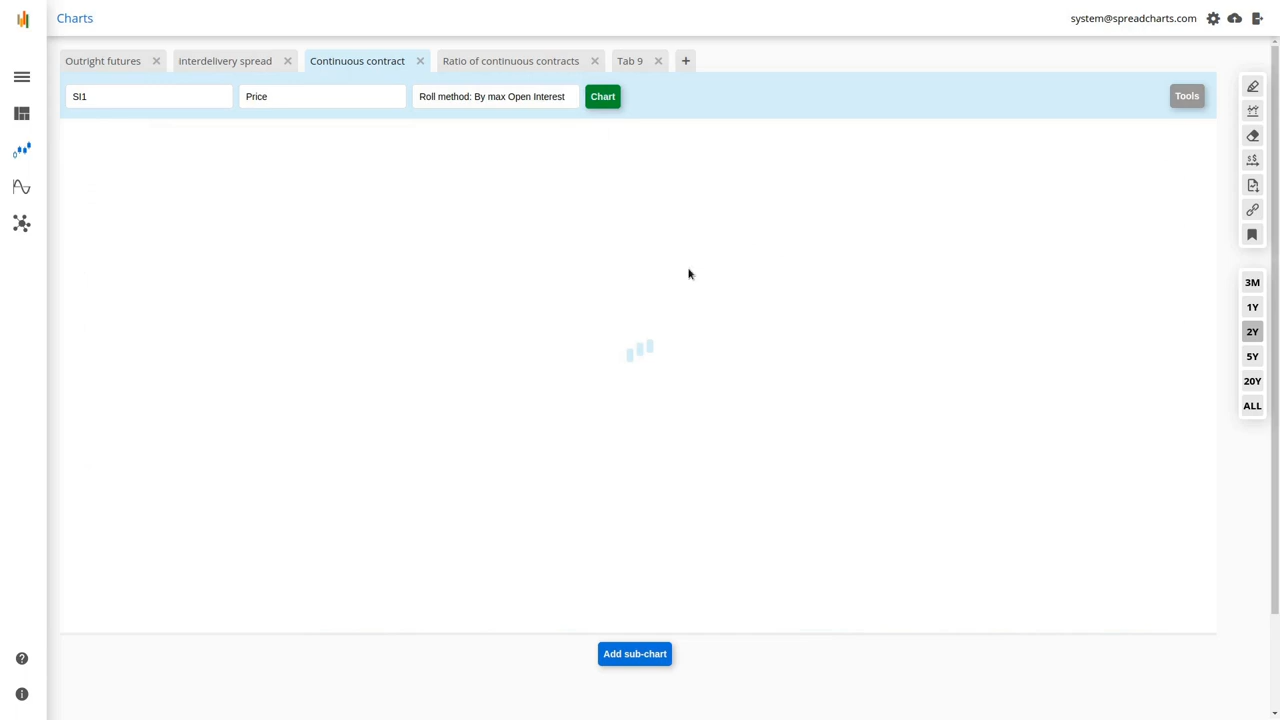 Charts
system@spreadcharts.com
Outright futures
Interdelivery spread
Continuous contract
Ratio of continuous contracts
Tab 9
+
SI1
Price
Roll method: By max Open Interest
Chart
Tools
3M
1Y
2Y
5Y
20Y
ALL
Add sub-chart